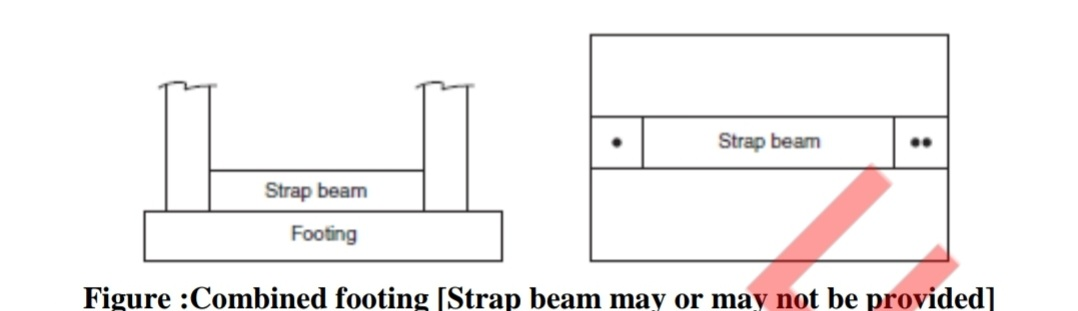 Strap beam
Strap beam
Footing
Figure :Combined footing [Strap beam may or may not be provided]